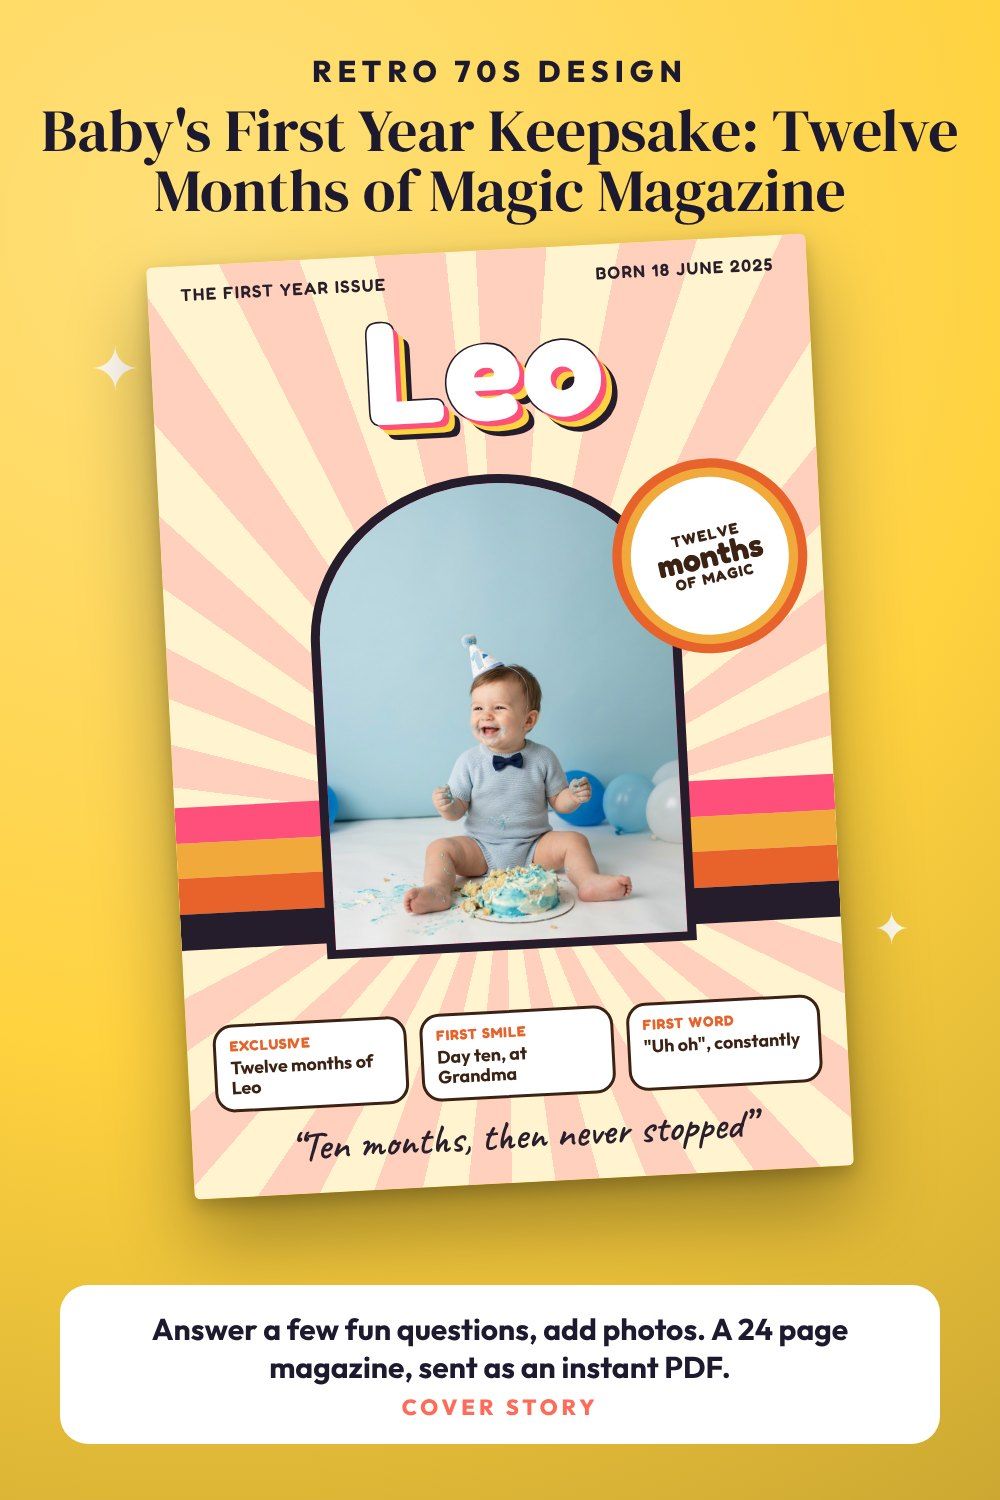 RETRO 70S DESIGN
Baby's First Year Keepsake: Twelve
Months of Magic Magazine
THE FIRST YEAR ISSUE
BORN 18 JUNE 2025
Leo
TWELVE
months
OF MAGIC
EXCLUSIVE
Twelve months of
Leo
FIRST SMILE
Day ten, at
Grandma
FIRST WORD
"Uh oh", constantly
“Ten months, then never stopped”
Answer a few fun questions, add photos. A 24 page
magazine, sent as an instant PDF.
COVER STORY